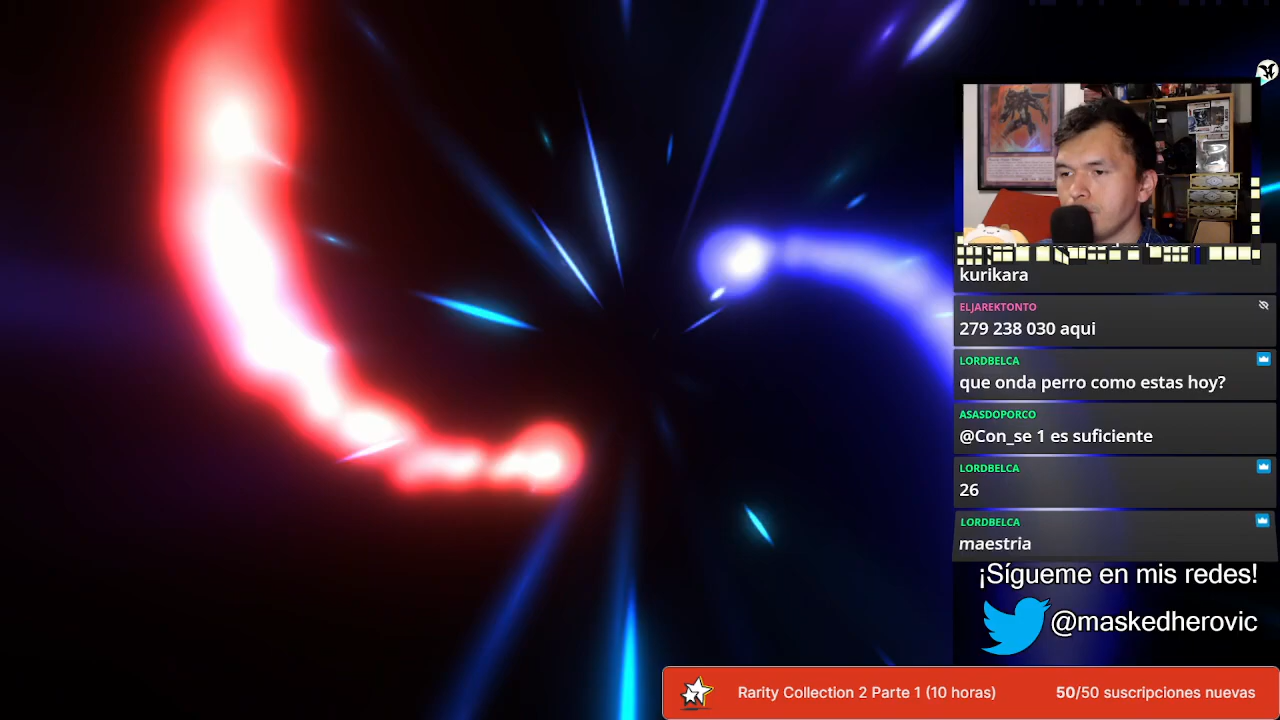 kurikara
ELJAREKTONTO
279 238 030 aqui
LORDBELCA
que onda perro como estas hoy?
ASASDOPORCO
@Con_se 1 es suficiente
LORDBELCA
26
LORDBELCA
maestria
¡Sígueme en mis redes!
@maskedherovic
Rarity Collection 2 Parte 1 (10 horas) 50/50 suscripciones nuevas